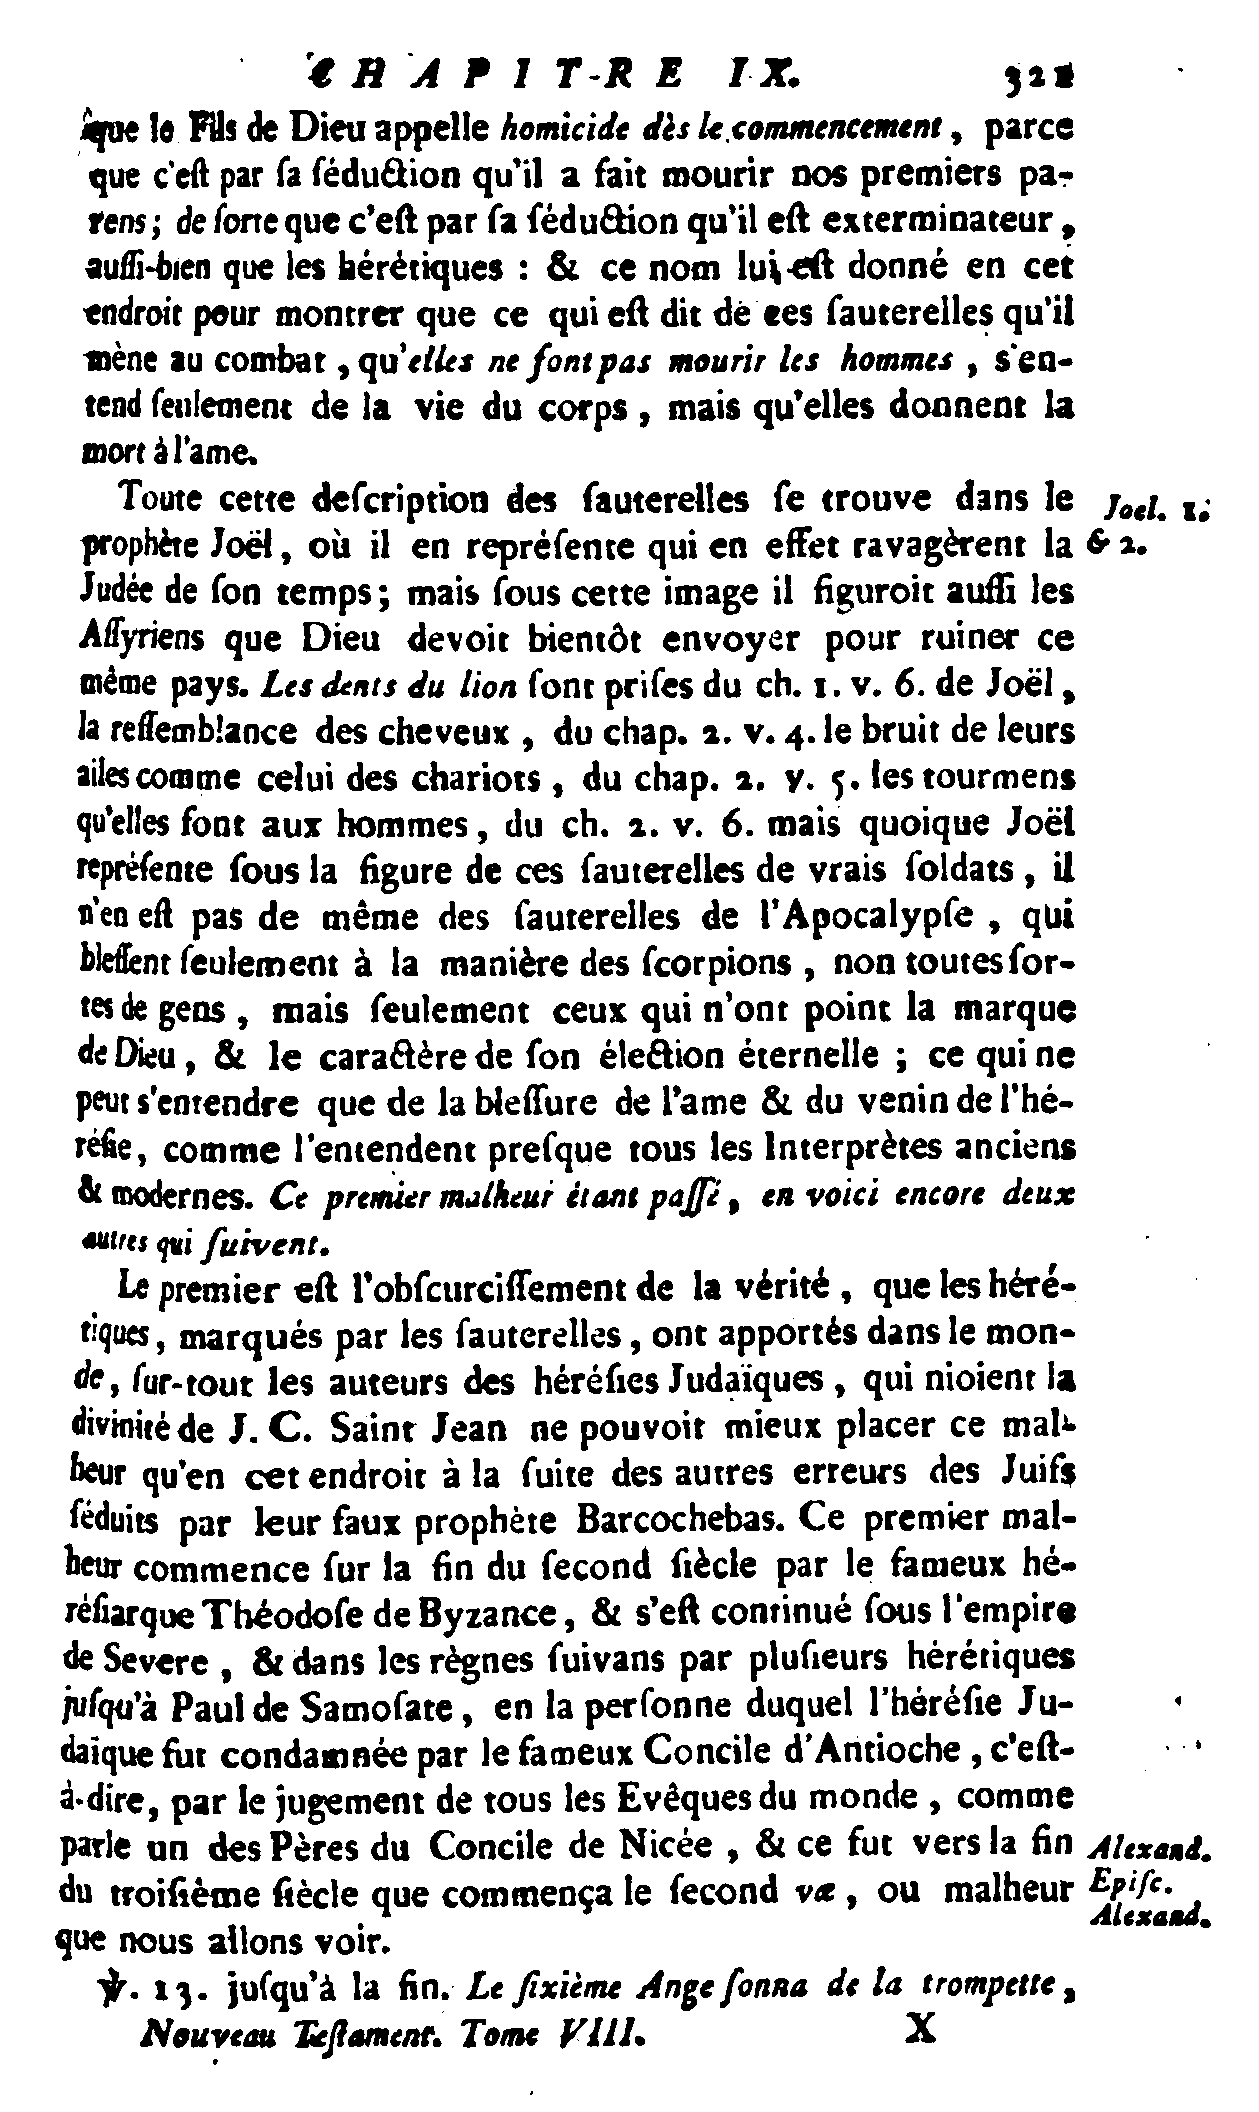 CHAPITRE IX. 321
que le Fils de Dieu appelle homicide dès le commencement, parce
que c'eſt par ſa ſéduction qu'il a fait mourir nos premiers pa-
rens; de ſorte que c'eſt par ſa ſéduction qu'il eſt exterminateur,
auſſi-bien que les hérétiques : & ce nom lui eſt donné en cet
endroit pour montrer que ce qui eſt dit de ces ſauterelles qu'il
mène au combat, qu'elles ne font pas mourir les hommes, s'en-
tend ſeulement de la vie du corps, mais qu'elles donnent la
mort à l'ame.
Toute cette deſcription des ſauterelles ſe trouve dans le Joel. 1.
prophète Joël, où il en repréſente qui en effet ravagèrent la & 2.
Judée de ſon temps; mais ſous cette image il figuroit auſſi les
Aſſyriens que Dieu devoit bientôt envoyer pour ruiner ce
même pays. Les dents du lion ſont priſes du ch. 1. v. 6. de Joël,
la reſſemblance des cheveux, du chap. 2. v. 4. le bruit de leurs
ailes comme celui des chariots, du chap. 2. v. 5. les tourmens
qu'elles font aux hommes, du ch. 2. v. 6. mais quoique Joël
repréſente ſous la figure de ces ſauterelles de vrais ſoldats, il
n'en eſt pas de même des ſauterelles de l'Apocalypſe, qui
bleſſent ſeulement à la manière des ſcorpions, non toutes ſor-
tes de gens, mais ſeulement ceux qui n'ont point la marque
de Dieu, & le caractère de ſon élection éternelle ; ce qui ne
peut s'entendre que de la bleſſure de l'ame & du venin de l'hé-
réſie, comme l'entendent preſque tous les Interprètes anciens
& modernes. Ce premier malheur étant paſſé, en voici encore deux
autres qui ſuivent.
Le premier eſt l'obſcurciſſement de la vérité, que les héré-
tiques, marqués par les ſauterelles, ont apportés dans le mon-
de, ſur-tout les auteurs des héréſies Judaïques, qui nioient la
divinité de J. C. Saint Jean ne pouvoit mieux placer ce mal-
heur qu'en cet endroit à la ſuite des autres erreurs des Juifs
ſéduits par leur faux prophète Barcochebas. Ce premier mal-
heur commence ſur la fin du ſecond ſiècle par le fameux hé-
réſiarque Théodoſe de Byzance, & s'eſt continué ſous l'empire
de Severe, & dans les règnes ſuivans par pluſieurs hérétiques
juſqu'à Paul de Samoſate, en la perſonne duquel l'héréſie Ju-
daïque fut condamnée par le fameux Concile d'Antioche, c'eſt-
à-dire, par le jugement de tous les Evêques du monde, comme
parle un des Pères du Concile de Nicée, & ce fut vers la fin Alexand.
du troiſième ſiècle que commença le ſecond væ, ou malheur Epiſc.
Alexand.
que nous allons voir.
℣. 13. juſqu'à la fin. Le ſixième Ange ſonna de la trompette,
Nouveau Teſtament. Tome VIII. X